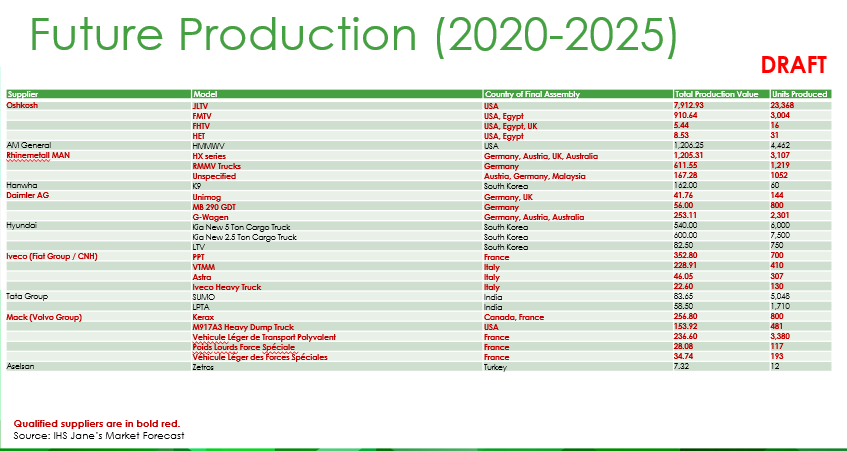 Future Production (2020-2025)
DRAFT
Supplier Model Country of Final Assembly Total Production Value Units Produced
Oshkosh JLTV USA 7,912.93 23,368
FMTV USA, Egypt 910.64 3,004
FHTV USA, Egypt, UK 5.44 16
HET USA, Egypt 8.53 31
AM General HMMWV USA 1,206.25 4,462
Rhinemetall MAN HX series Germany, Austria, UK, Australia 1,205.31 3,107
RMMV Trucks Germany 611.55 1,219
Unspecified Austria, Germany, Malaysia 167.28 1052
Hanwha K9 South Korea 162.00 60
Daimler AG Unimog Germany, UK 41.76 144
MB 290 GDT Germany 56.00 800
G-Wagen Germany, Austria, Australia 253.11 2,301
Hyundai Kia New 5 Ton Cargo Truck South Korea 540.00 6,000
Kia New 2.5 Ton Cargo Truck South Korea 600.00 7,500
LTV South Korea 82.50 750
Iveco (Fiat Group / CNH) PPT France 352.80 700
VTMM Italy 228.91 410
Astra Italy 46.05 307
Iveco Heavy Truck Italy 22.60 130
Tata Group SUMO India 83.65 5,048
LPTA India 58.50 1,710
Mack (Volvo Group) Kerax Canada, France 256.80 800
M917A3 Heavy Dump Truck USA 153.92 481
Vehicule Léger de Transport Polyvalent France 236.60 3,380
Poids Lourds Force Spéciale France 28.08 117
Véhicule Léger des Forces Spéciales France 34.74 193
Aselsan Zetros Turkey 7.32 12
Qualified suppliers are in bold red.
Source: IHS Jane's Market Forecast